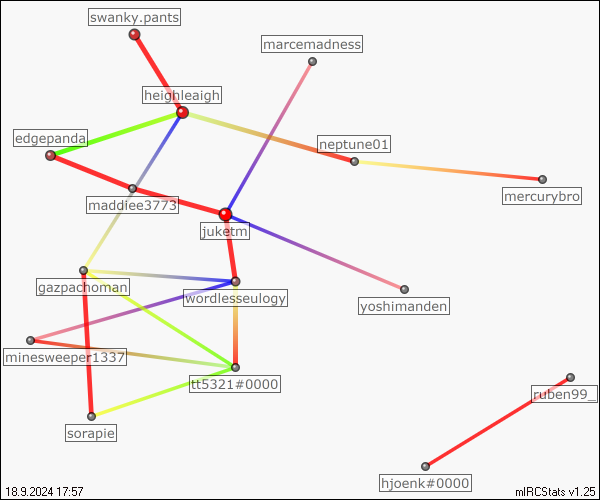 swanky.pants
marcemadness
heighleaigh
edgepanda
neptune01
mercurybro
maddiee3773
juketm
gazpachoman
wordlesseulogy
yoshimanden
minesweeper1337
tt5321#0000
ruben99_
sorapie
hjoenk#0000
18.9.2024 17:57
mIRCStats v1.25